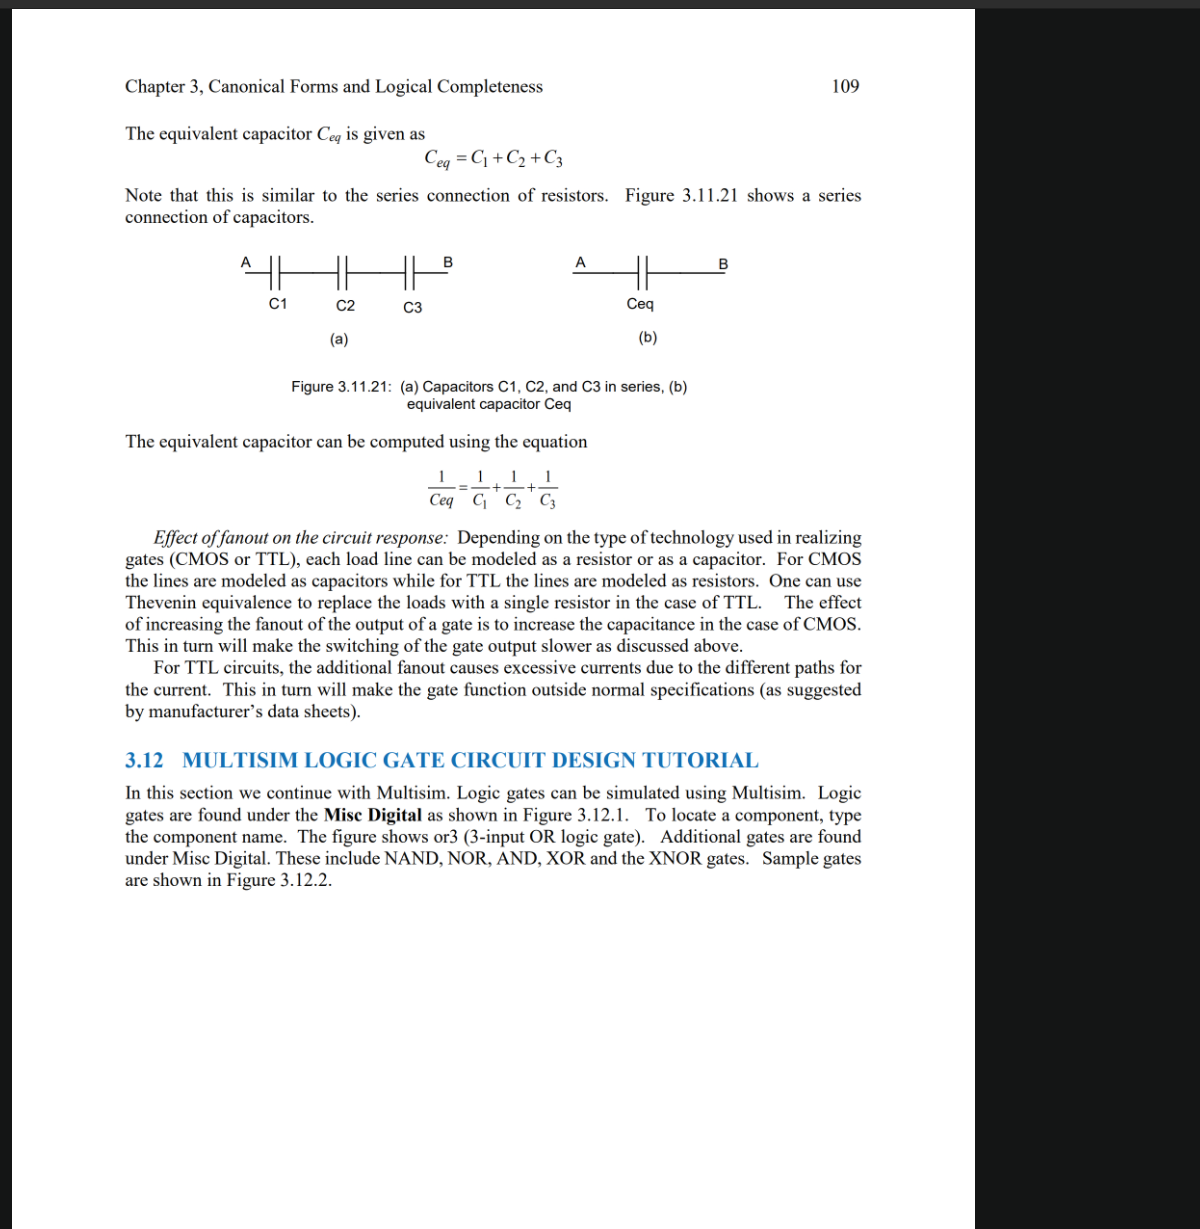 Chapter 3, Canonical Forms and Logical Completeness 109
The equivalent capacitor Ceq is given as
Ceq = C1 + C2 + C3
Note that this is similar to the series connection of resistors. Figure 3.11.21 shows a series
connection of capacitors.
A B A B
C1 C2 C3 Ceq
(a) (b)
Figure 3.11.21: (a) Capacitors C1, C2, and C3 in series, (b)
equivalent capacitor Ceq
The equivalent capacitor can be computed using the equation
1/Ceq = 1/C1 + 1/C2 + 1/C3
Effect of fanout on the circuit response: Depending on the type of technology used in realizing
gates (CMOS or TTL), each load line can be modeled as a resistor or as a capacitor. For CMOS
the lines are modeled as capacitors while for TTL the lines are modeled as resistors. One can use
Thevenin equivalence to replace the loads with a single resistor in the case of TTL. The effect
of increasing the fanout of the output of a gate is to increase the capacitance in the case of CMOS.
This in turn will make the switching of the gate output slower as discussed above.
For TTL circuits, the additional fanout causes excessive currents due to the different paths for
the current. This in turn will make the gate function outside normal specifications (as suggested
by manufacturer's data sheets).
3.12 MULTISIM LOGIC GATE CIRCUIT DESIGN TUTORIAL
In this section we continue with Multisim. Logic gates can be simulated using Multisim. Logic
gates are found under the Misc Digital as shown in Figure 3.12.1. To locate a component, type
the component name. The figure shows or3 (3-input OR logic gate). Additional gates are found
under Misc Digital. These include NAND, NOR, AND, XOR and the XNOR gates. Sample gates
are shown in Figure 3.12.2.